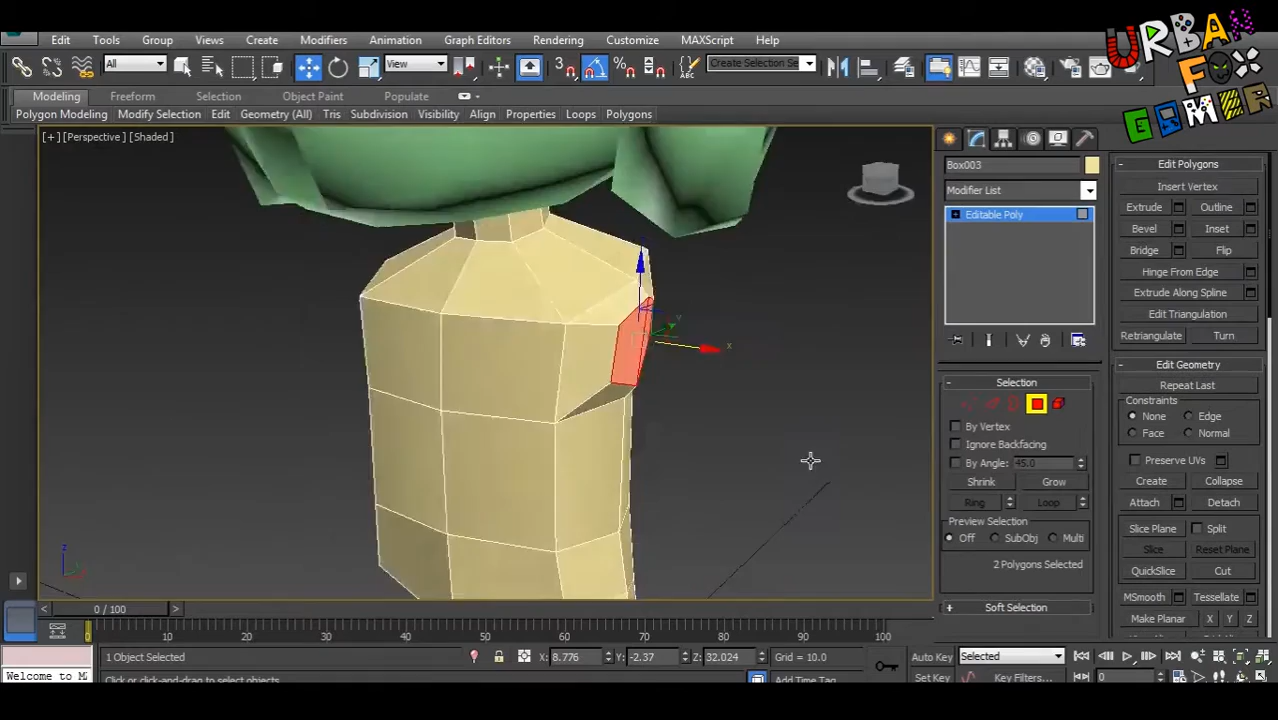 URBAN
FOX
GEMER
Edit Tools Group Views Create Modifiers Animation Graph Editors Rendering Customize MAXScript Help
All View 3 Create Selection Se
Modeling Freeform Selection Object Paint Populate
Polygon Modeling Modify Selection Edit Geometry (All) Tris Subdivision Visibility Align Properties Loops Polygons
[+] [Perspective] [Shaded]
Box003
Modifier List
Editable Poly
Selection
By Vertex
Ignore Backfacing
By Angle: 45.0
Shrink Grow
Ring Loop
Preview Selection
Off SubObj Multi
2 Polygons Selected
Soft Selection
Edit Polygons
Insert Vertex
Extrude Outline
Bevel Inset
Bridge Flip
Hinge From Edge
Extrude Along Spline
Edit Triangulation
Retriangulate Turn
Edit Geometry
Repeat Last
Constraints
None Edge
Face Normal
Preserve UVs
Create Collapse
Attach Detach
Slice Plane Split
Slice Reset Plane
QuickSlice Cut
MSmooth Tessellate
Make Planar X Y Z
z
x
Y
0 / 100
0 10 20 30 40 50 60 70 80 90 100
1 Object Selected X: 8.776 Y: -2.37 Z: 32.024 Grid = 10.0 Auto Key Selected
Welcome to M Click or click-and-drag to select objects Add Time Tag Set Key Key Filters... 0